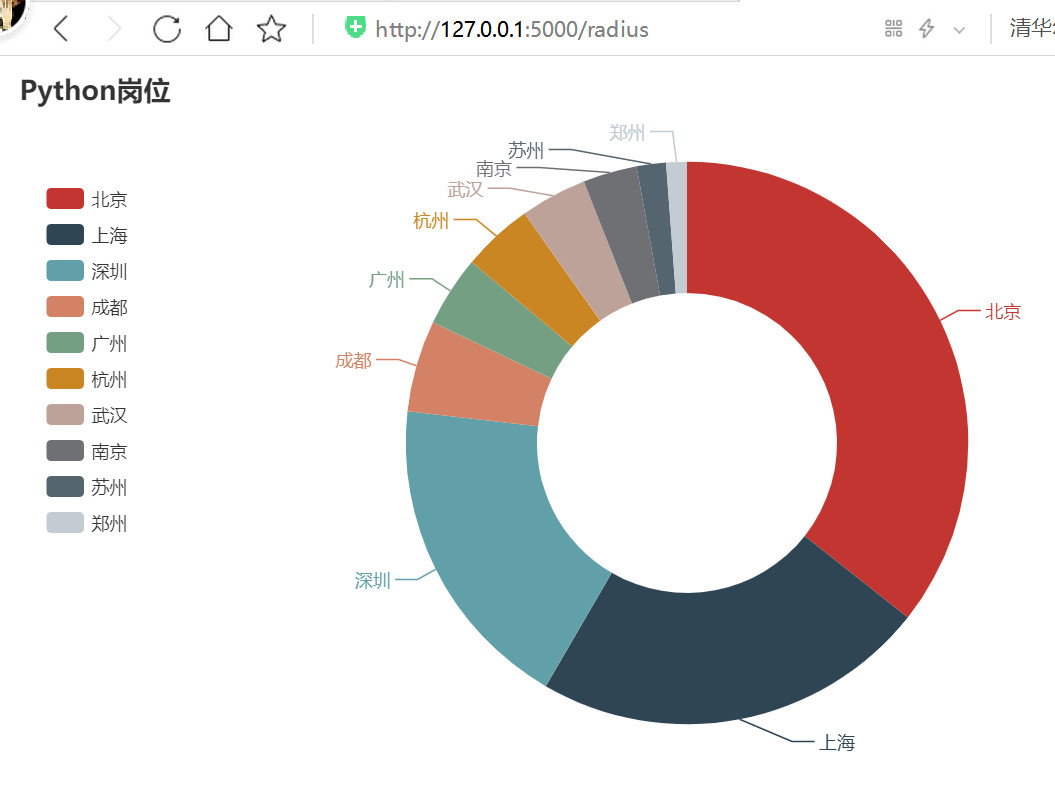 http://127.0.0.1:5000/radius
清华
Python岗位
北京
上海
深圳
成都
广州
杭州
武汉
南京
苏州
郑州
郑州
苏州
南京
武汉
杭州
广州
成都
深圳
北京
上海